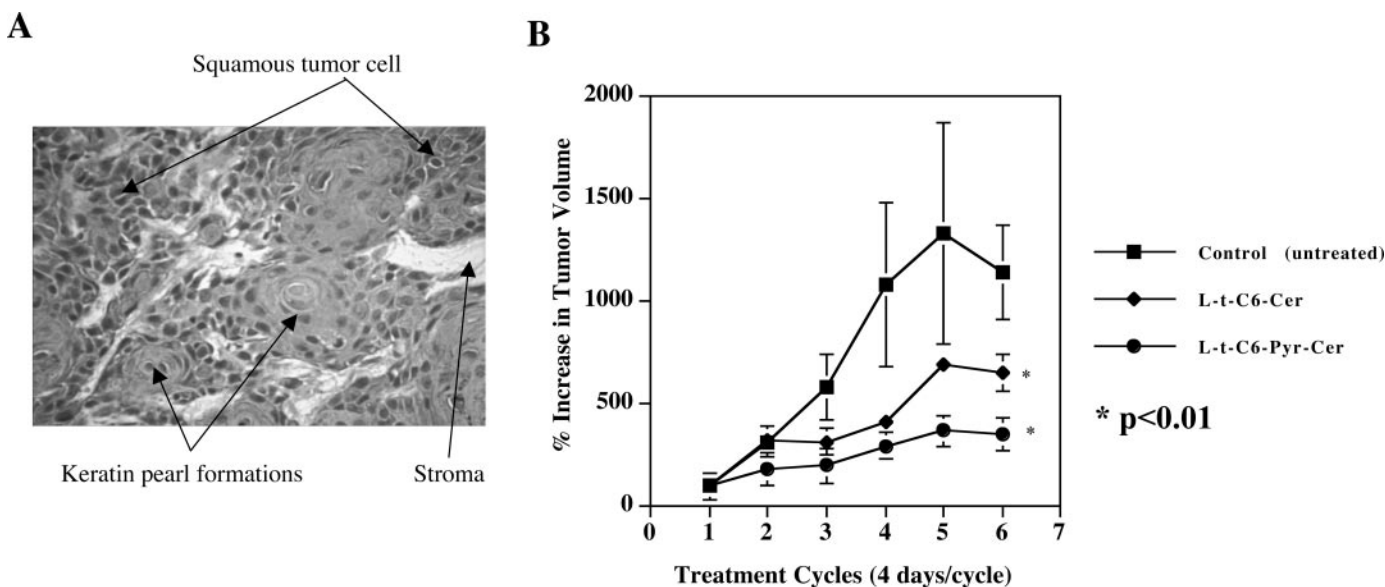 A
Squamous tumor cell
Keratin pearl formations
Stroma
B
% Increase in Tumor Volume
2000
1500
1000
500
0
0 1 2 3 4 5 6 7
Treatment Cycles (4 days/cycle)
*
*
Control (untreated)
L-t-C6-Cer
L-t-C6-Pyr-Cer
* p<0.01